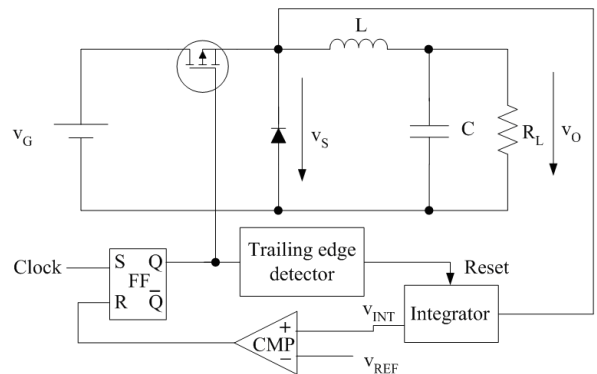 L
v_G
v_S
C
R_L
v_O
Clock
S Q
FF
R Q̅
Trailing edge
detector
Reset
Integrator
v_INT
+
CMP
−
v_REF